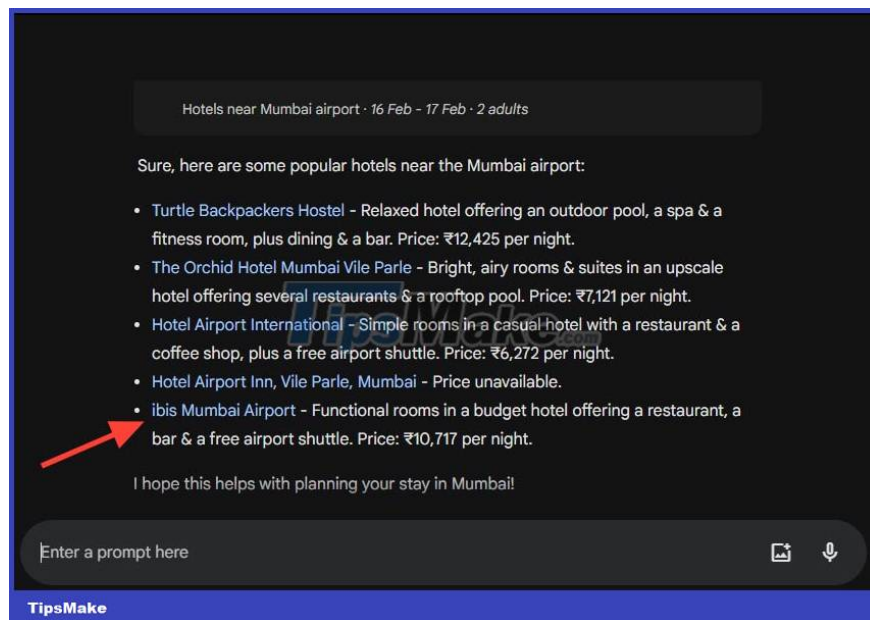 Hotels near Mumbai airport · 16 Feb - 17 Feb · 2 adults
Sure, here are some popular hotels near the Mumbai airport:
• Turtle Backpackers Hostel - Relaxed hotel offering an outdoor pool, a spa & a
fitness room, plus dining & a bar. Price: ₹12,425 per night.
• The Orchid Hotel Mumbai Vile Parle - Bright, airy rooms & suites in an upscale
hotel offering several restaurants & a rooftop pool. Price: ₹7,121 per night.
• Hotel Airport International - Simple rooms in a casual hotel with a restaurant & a
coffee shop, plus a free airport shuttle. Price: ₹6,272 per night.
• Hotel Airport Inn, Vile Parle, Mumbai - Price unavailable.
• ibis Mumbai Airport - Functional rooms in a budget hotel offering a restaurant, a
bar & a free airport shuttle. Price: ₹10,717 per night.
I hope this helps with planning your stay in Mumbai!
TipsMake.com
Enter a prompt here
TipsMake